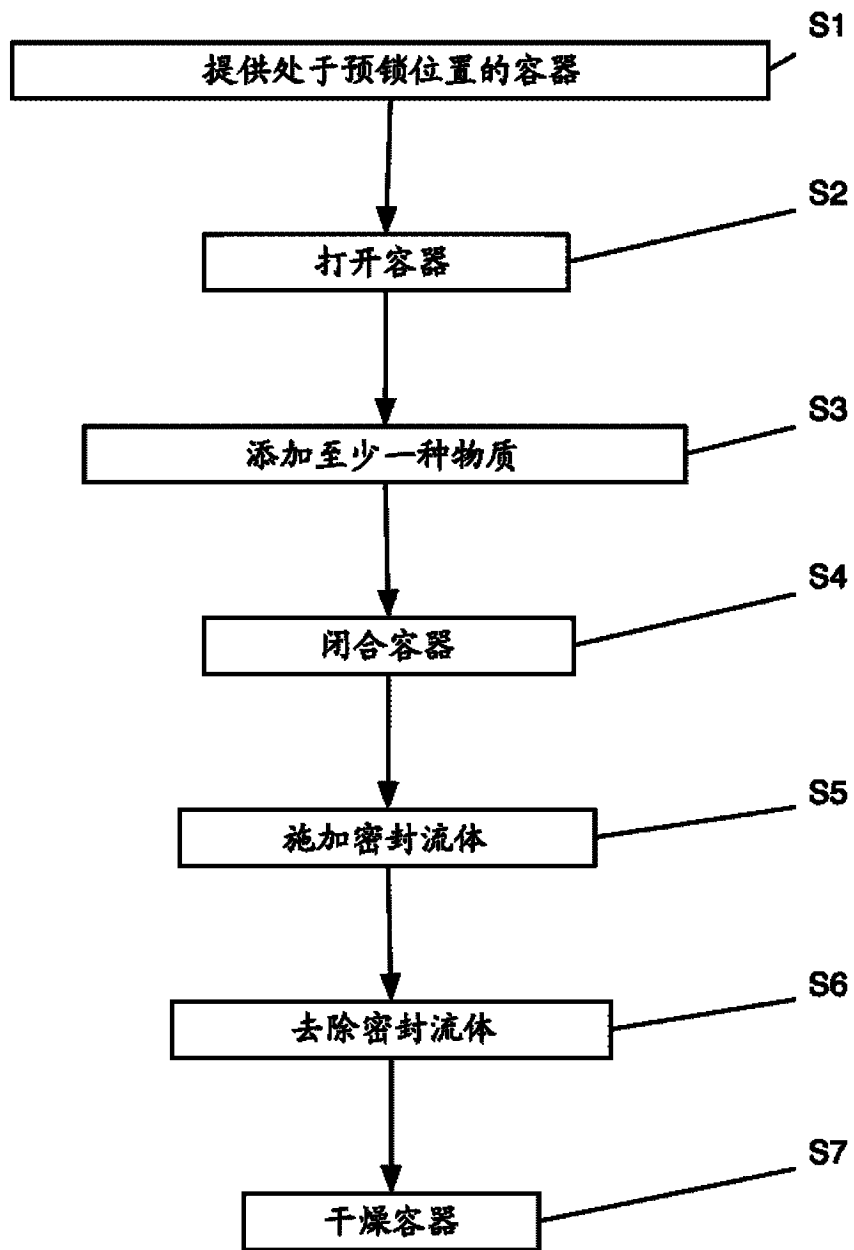 S1
提供处于预锁位置的容器
S2
打开容器
S3
添加至少一种物质
S4
闭合容器
S5
施加密封流体
S6
去除密封流体
S7
干燥容器